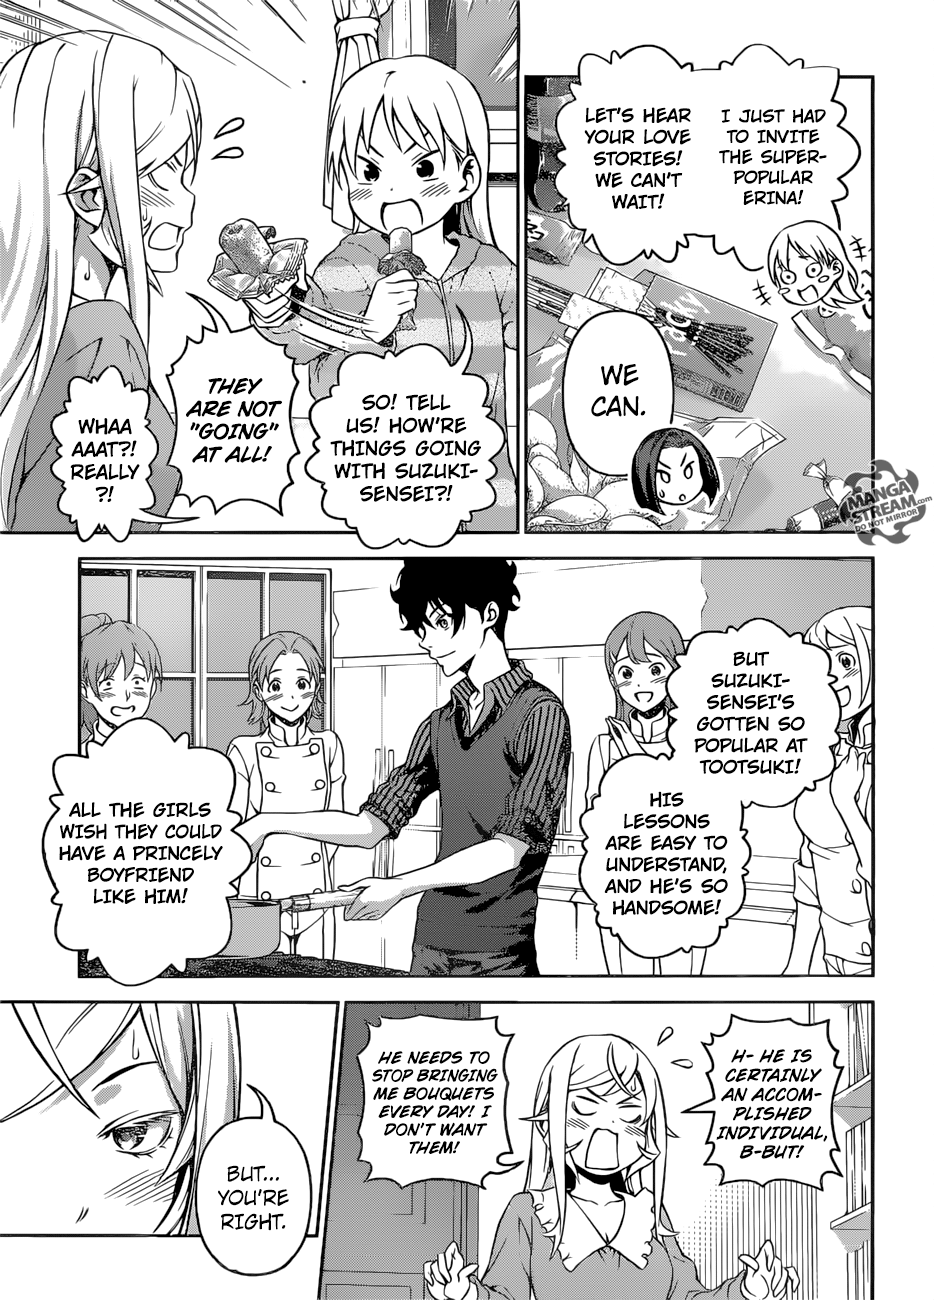 I JUST HAD
TO INVITE
THE SUPER-
POPULAR
ERINA!
LET'S HEAR
YOUR LOVE
STORIES!
WE CAN'T
WAIT!
WE
CAN.
MANGA
STREAM.com
DO NOT MIRROR
SO! TELL
US! HOW'RE
THINGS GOING
WITH SUZUKI-
SENSEI?!
THEY
ARE NOT
"GOING"
AT ALL!
WHAA
AAAT?!
REALLY
?!
BUT
SUZUKI-
SENSEI'S
GOTTEN SO
POPULAR AT
TOOTSUKI!
HIS
LESSONS
ARE EASY TO
UNDERSTAND,
AND HE'S SO
HANDSOME!
ALL THE GIRLS
WISH THEY COULD
HAVE A PRINCELY
BOYFRIEND
LIKE HIM!
H- HE IS
CERTAINLY
AN ACCOM-
PLISHED
INDIVIDUAL,
B-BUT!
HE NEEDS TO
STOP BRINGING
ME BOUQUETS
EVERY DAY! I
DON'T WANT
THEM!
BUT...
YOU'RE
RIGHT.